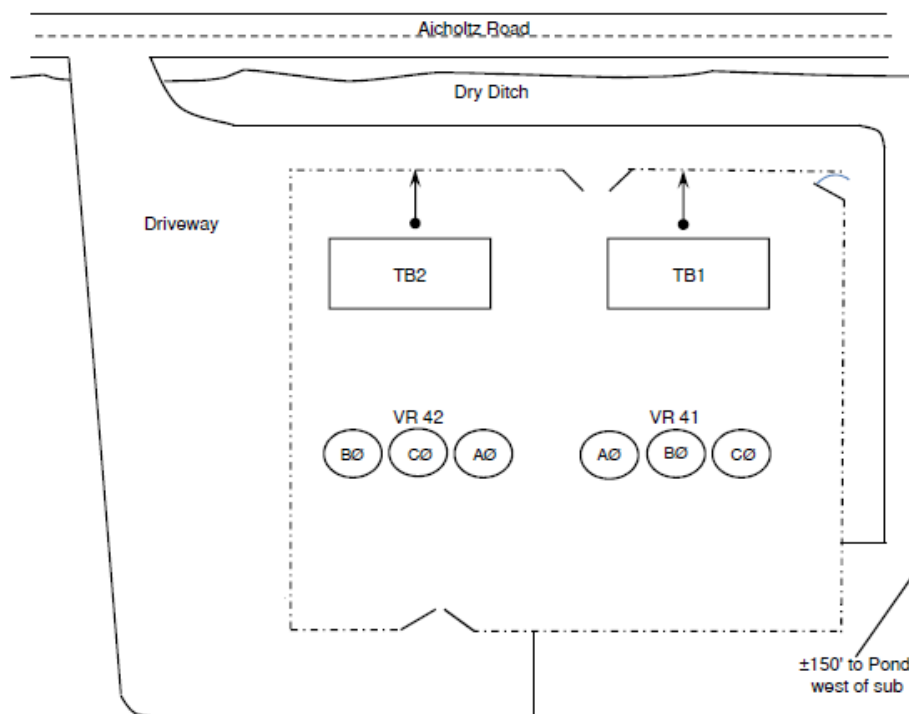 Aicholtz Road
Dry Ditch
Driveway
TB2
TB1
VR 42
VR 41
BØ
CØ
AØ
AØ
BØ
CØ
±150' to Pond
west of sub